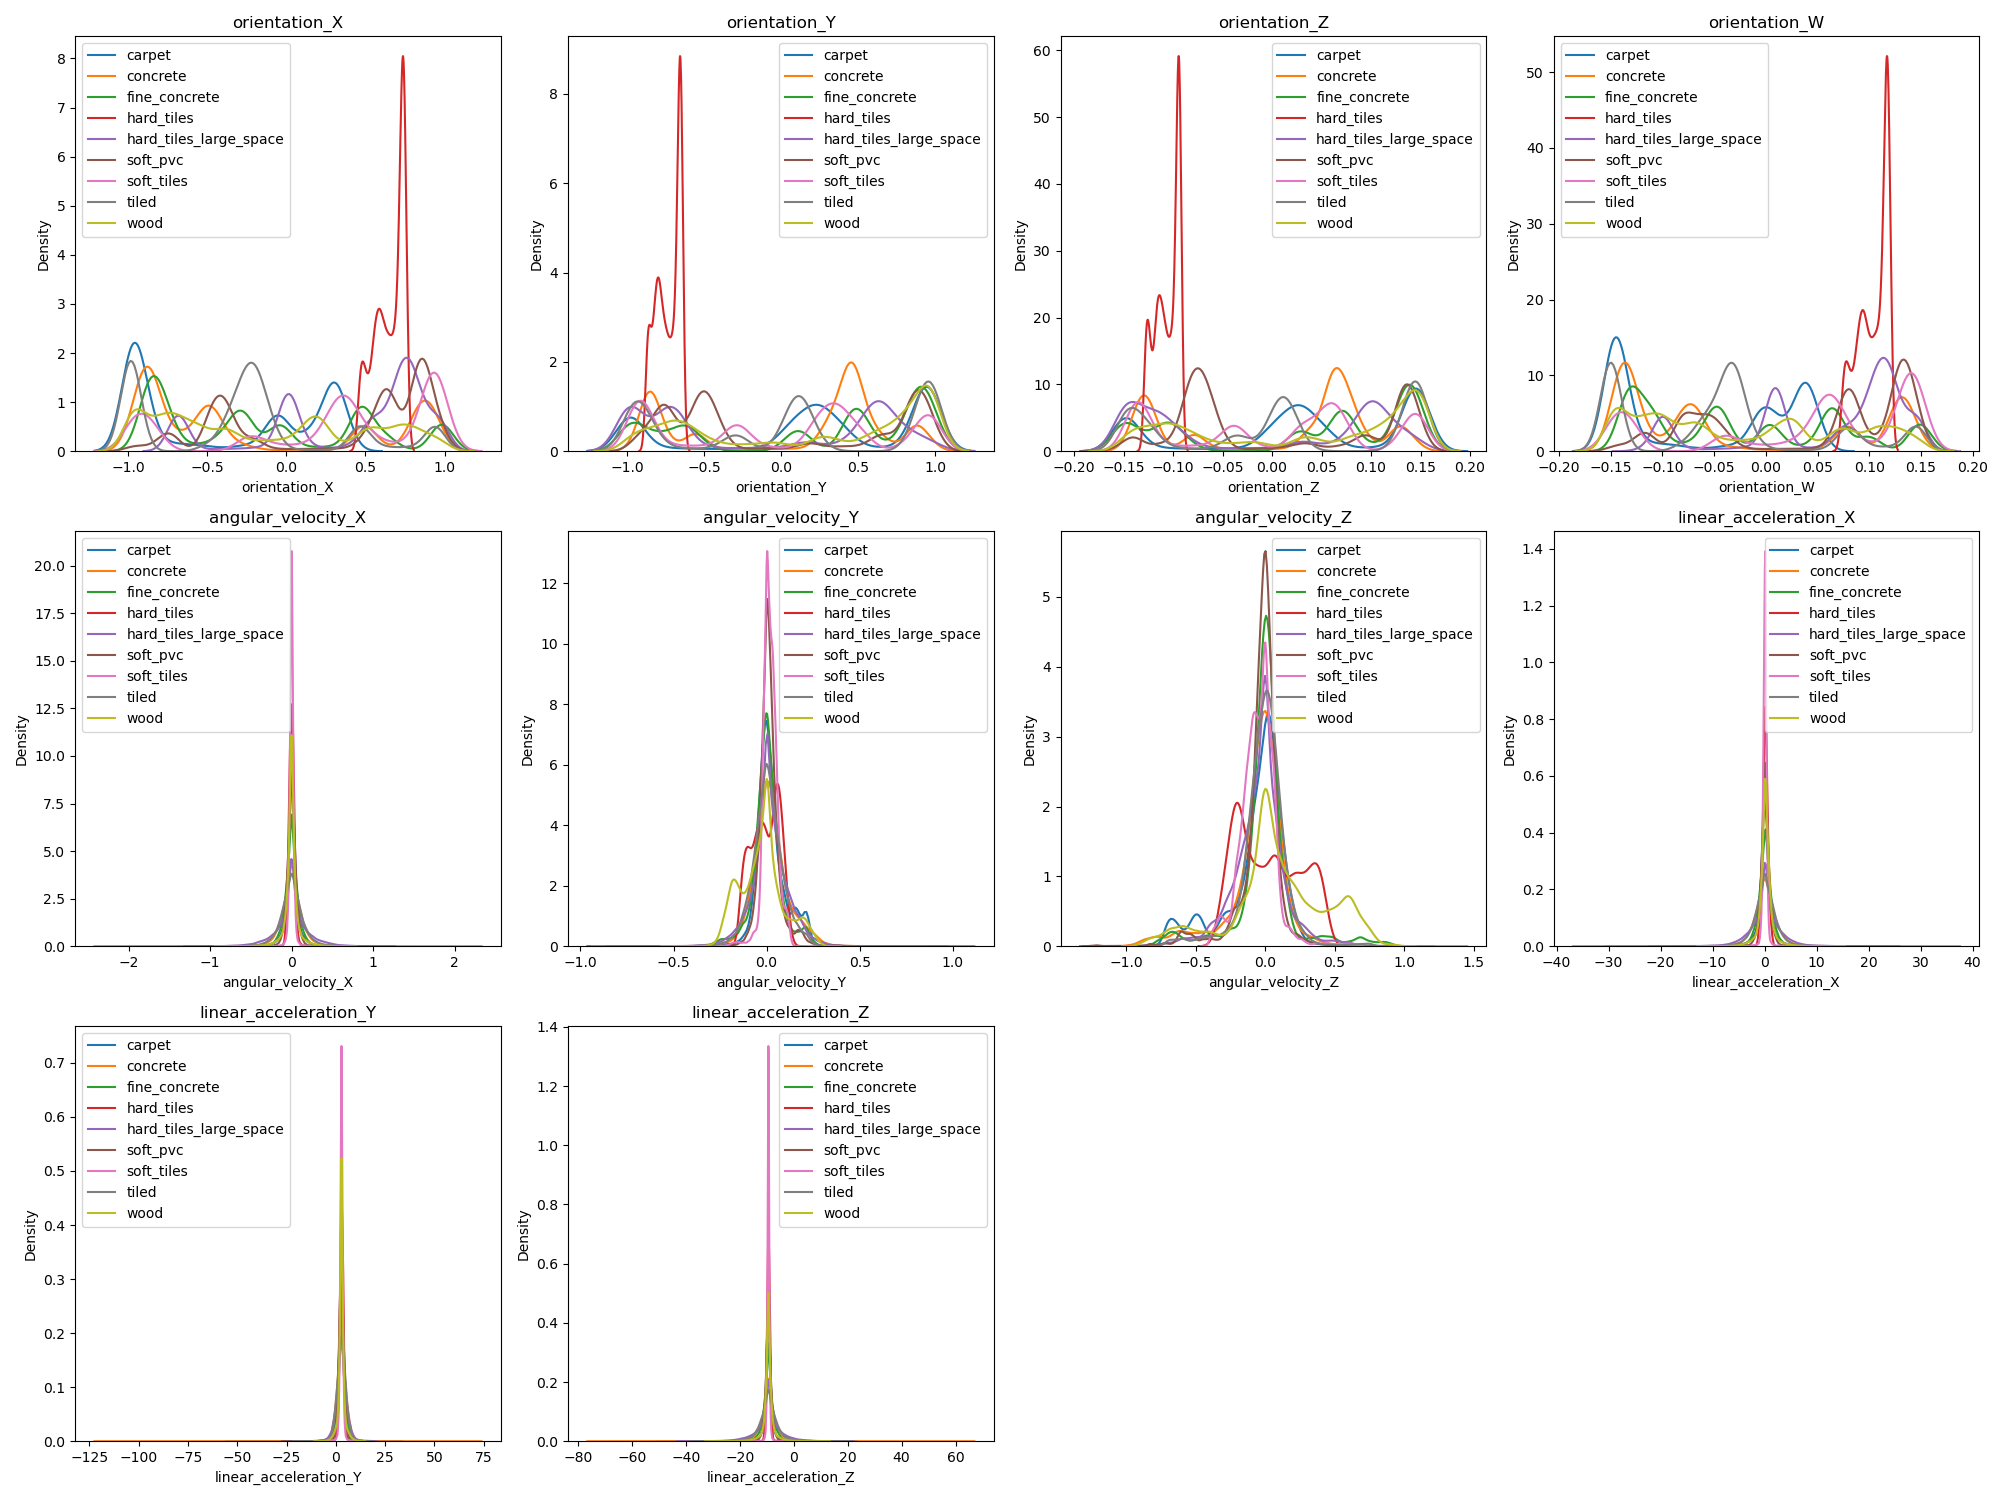 orientation_X
8
7
6
5
4
3
2
1
0
Density
carpet
concrete
fine_concrete
hard_tiles
hard_tiles_large_space
soft_pvc
soft_tiles
tiled
wood
−1.0 −0.5 0.0 0.5 1.0
orientation_X
orientation_Y
8
6
4
2
0
Density
carpet
concrete
fine_concrete
hard_tiles
hard_tiles_large_space
soft_pvc
soft_tiles
tiled
wood
−1.0 −0.5 0.0 0.5 1.0
orientation_Y
orientation_Z
60
50
40
30
20
10
0
Density
carpet
concrete
fine_concrete
hard_tiles
hard_tiles_large_space
soft_pvc
soft_tiles
tiled
wood
−0.20 −0.15 −0.10 −0.05 0.00 0.05 0.10 0.15 0.20
orientation_Z
orientation_W
50
40
30
20
10
0
Density
carpet
concrete
fine_concrete
hard_tiles
hard_tiles_large_space
soft_pvc
soft_tiles
tiled
wood
−0.20 −0.15 −0.10 −0.05 0.00 0.05 0.10 0.15 0.20
orientation_W
angular_velocity_X
20.0
17.5
15.0
12.5
10.0
7.5
5.0
2.5
0.0
Density
carpet
concrete
fine_concrete
hard_tiles
hard_tiles_large_space
soft_pvc
soft_tiles
tiled
wood
−2 −1 0 1 2
angular_velocity_X
angular_velocity_Y
12
10
8
6
4
2
0
Density
carpet
concrete
fine_concrete
hard_tiles
hard_tiles_large_space
soft_pvc
soft_tiles
tiled
wood
−1.0 −0.5 0.0 0.5 1.0
angular_velocity_Y
angular_velocity_Z
5
4
3
2
1
0
Density
carpet
concrete
fine_concrete
hard_tiles
hard_tiles_large_space
soft_pvc
soft_tiles
tiled
wood
−1.0 −0.5 0.0 0.5 1.0 1.5
angular_velocity_Z
linear_acceleration_X
1.4
1.2
1.0
0.8
0.6
0.4
0.2
0.0
Density
carpet
concrete
fine_concrete
hard_tiles
hard_tiles_large_space
soft_pvc
soft_tiles
tiled
wood
−40 −30 −20 −10 0 10 20 30 40
linear_acceleration_X
linear_acceleration_Y
0.7
0.6
0.5
0.4
0.3
0.2
0.1
0.0
Density
carpet
concrete
fine_concrete
hard_tiles
hard_tiles_large_space
soft_pvc
soft_tiles
tiled
wood
−125 −100 −75 −50 −25 0 25 50 75
linear_acceleration_Y
linear_acceleration_Z
1.4
1.2
1.0
0.8
0.6
0.4
0.2
0.0
Density
carpet
concrete
fine_concrete
hard_tiles
hard_tiles_large_space
soft_pvc
soft_tiles
tiled
wood
−80 −60 −40 −20 0 20 40 60
linear_acceleration_Z